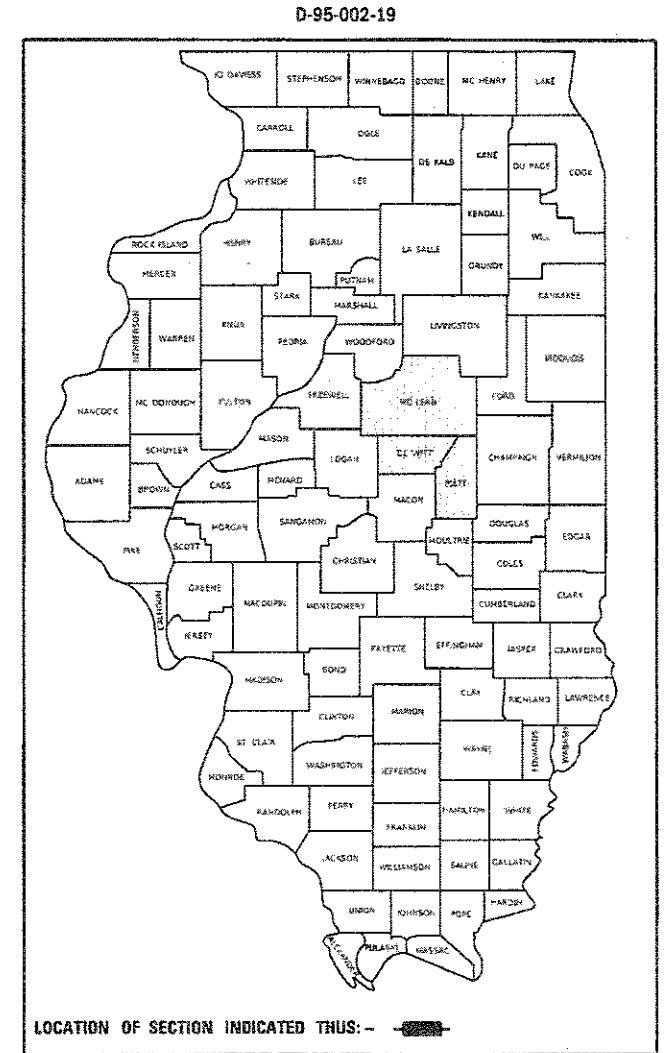 D-95-002-19
JO DAVIESS STEPHENSON WINNEBAGO BOONE MC HENRY LAKE
CARROLL OGLE DE KALB KANE DU PAGE COOK
WHITESIDE LEE KENDALL WILL
ROCK ISLAND HENRY BUREAU LA SALLE GRUNDY
MERCER STARK PUTNAM KANKAKEE
HENDERSON WARREN KNOX PEORIA MARSHALL LIVINGSTON
WOODFORD IROQUOIS
HANCOCK MC DONOUGH FULTON TAZEWELL MC LEAN FORD
SCHUYLER MASON LOGAN DE WITT CHAMPAIGN VERMILION
ADAMS BROWN CASS MENARD MACON PIATT
PIKE SCOTT MORGAN SANGAMON CHRISTIAN MOULTRIE DOUGLAS EDGAR
COLES
CALHOUN GREENE MACOUPIN MONTGOMERY SHELBY CUMBERLAND CLARK
JERSEY FAYETTE EFFINGHAM JASPER CRAWFORD
MADISON BOND CLAY RICHLAND LAWRENCE
CLINTON MARION
ST. CLAIR WAYNE EDWARDS WABASH
MONROE WASHINGTON JEFFERSON
RANDOLPH PERRY HAMILTON WHITE
FRANKLIN
JACKSON WILLIAMSON SALINE GALLATIN
UNION JOHNSON POPE HARDIN
ALEXANDER PULASKI MASSAC
LOCATION OF SECTION INDICATED THUS: -